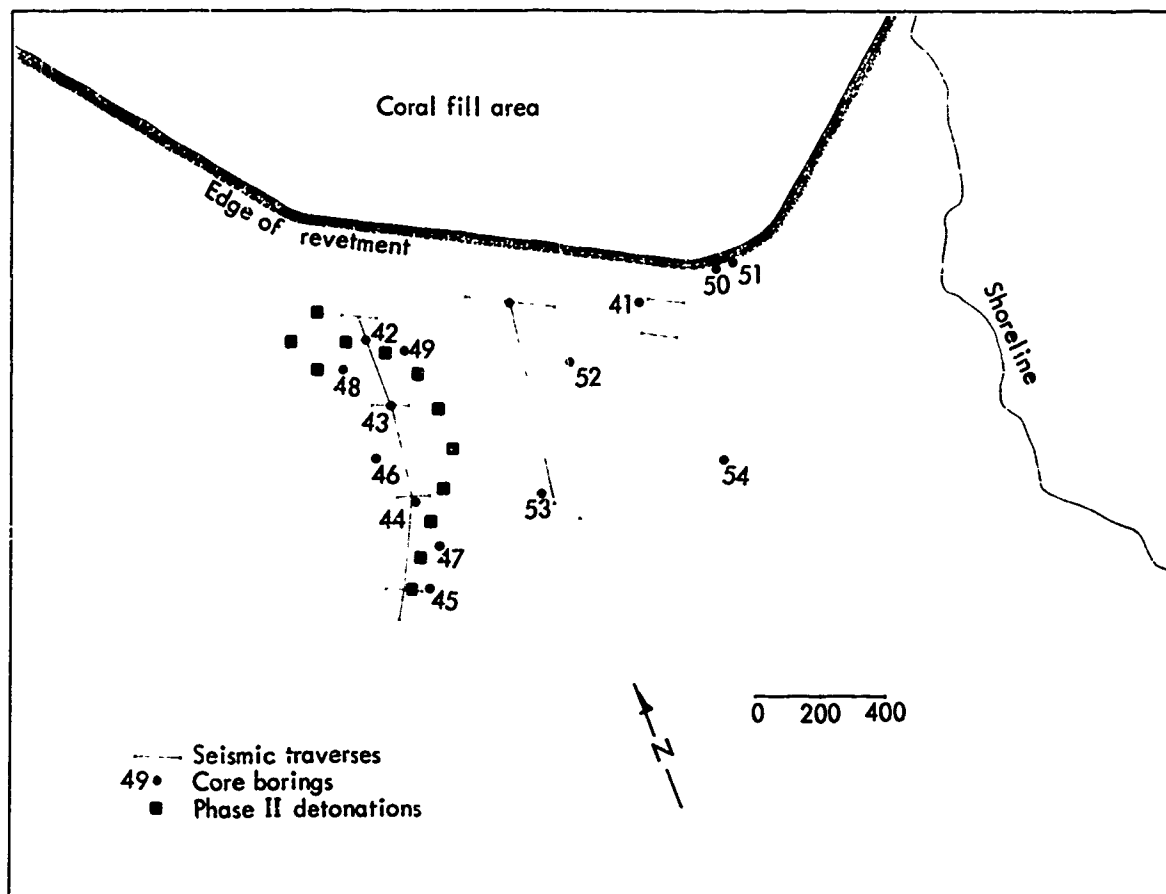 Coral fill area
Edge of revetment
Shoreline
50
51
41
42
49
52
48
43
46
54
53
44
47
45
0 200 400
N
Seismic traverses
49 Core borings
Phase II detonations